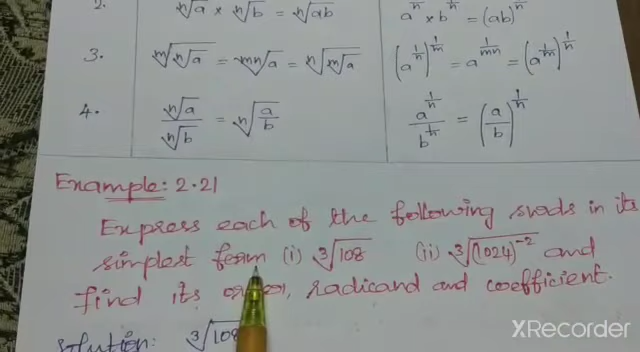 2. ⁿ√a × ⁿ√b = ⁿ√ab a^(1/n) × b^(1/n) = (ab)^(1/n)
3. ᵐ√(ⁿ√a) = ᵐⁿ√a = ⁿ√(ᵐ√a) (a^(1/n))^(1/m) = a^(1/mn) = (a^(1/m))^(1/n)
4. ⁿ√a / ⁿ√b = ⁿ√(a/b) a^(1/n) / b^(1/n) = (a/b)^(1/n)
Example: 2.21
Express each of the following surds in its
simplest form (i) ³√108 (ii) ³√(1024)⁻² and
find its radicand and coefficient.
Solution: ³√108
XRecorder